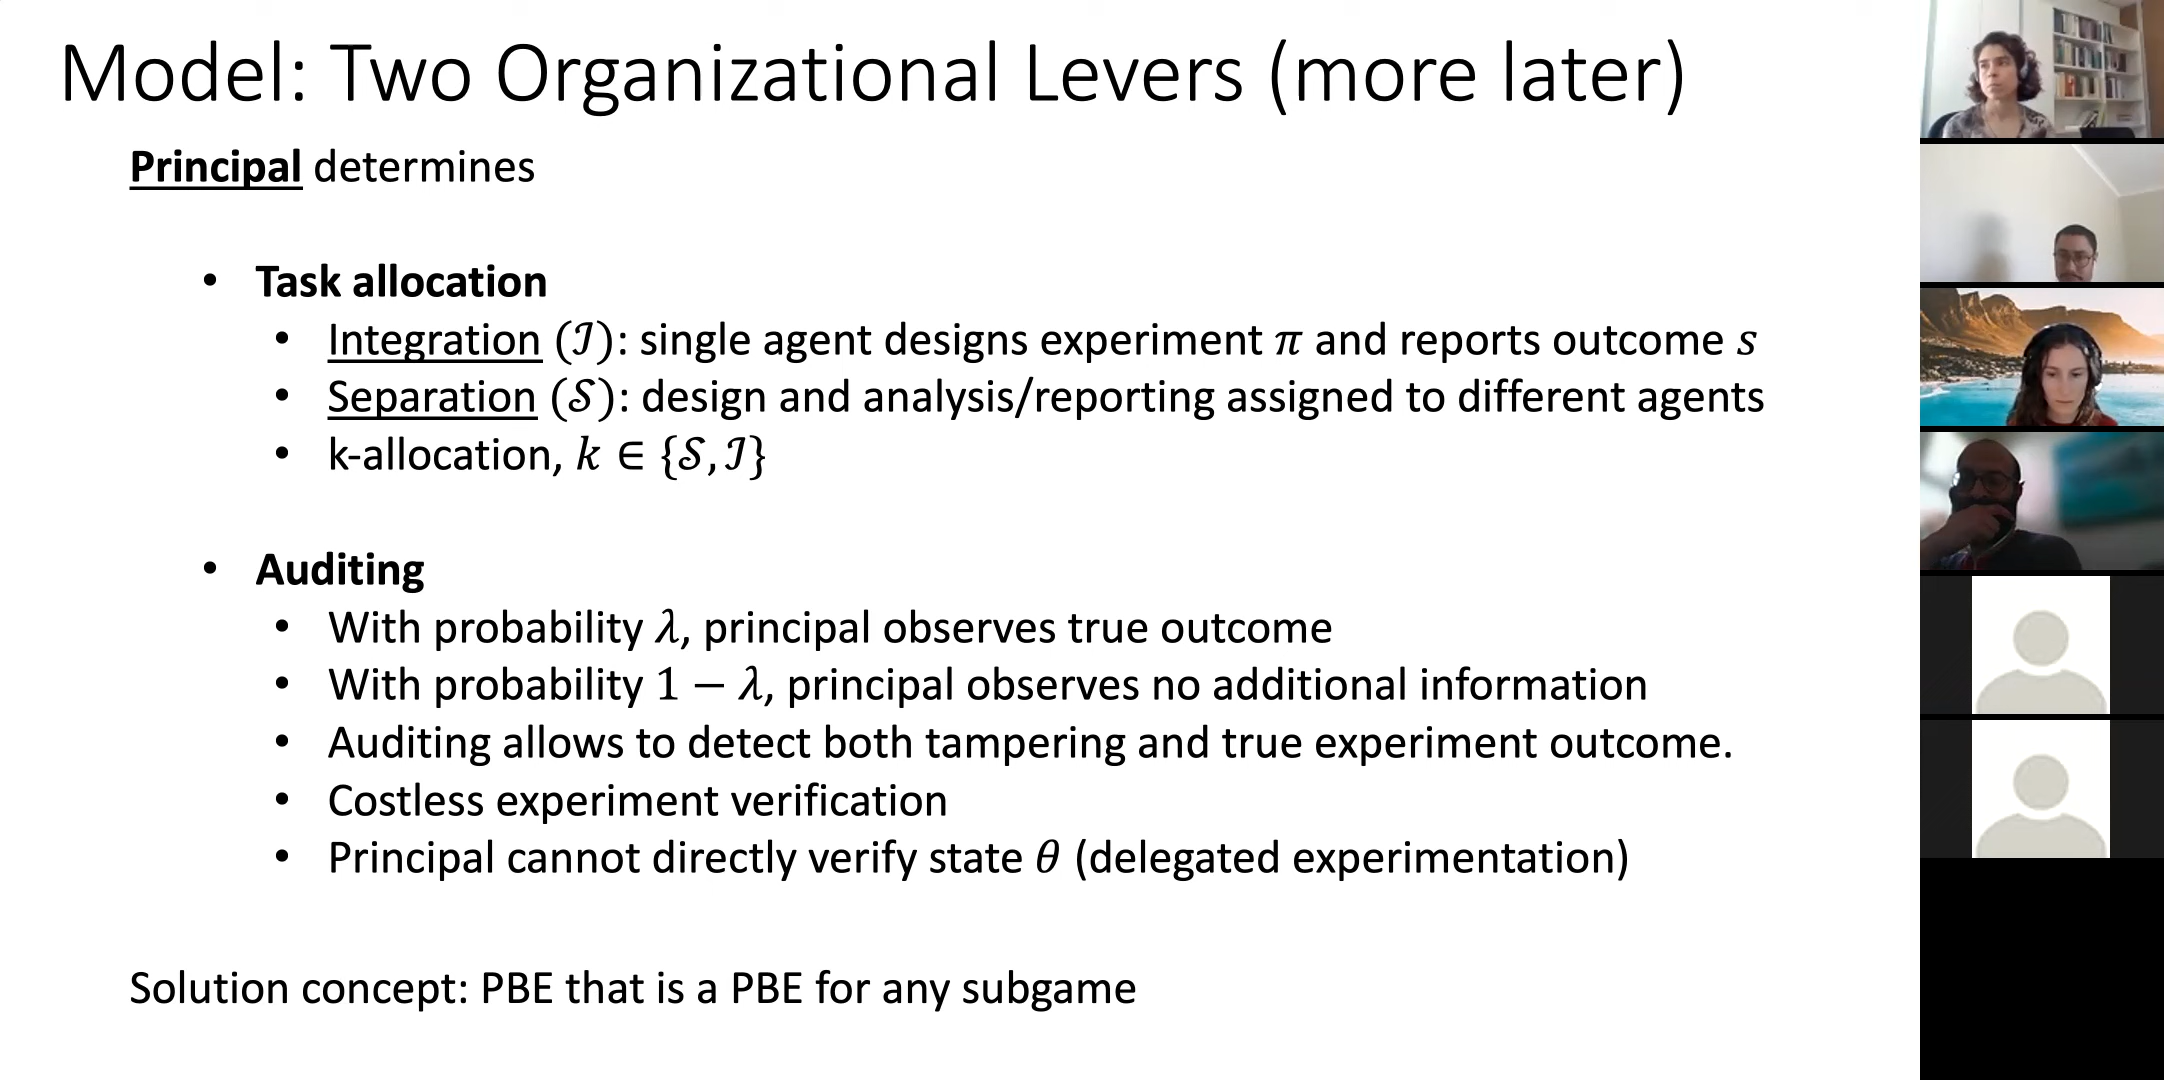 Model: Two Organizational Levers (more later)
Principal determines
• Task allocation
• Integration (ℐ): single agent designs experiment π and reports outcome s
• Separation (𝒮): design and analysis/reporting assigned to different agents
• k-allocation, k ∈ {𝒮, ℐ}
• Auditing
• With probability λ, principal observes true outcome
• With probability 1 − λ, principal observes no additional information
• Auditing allows to detect both tampering and true experiment outcome.
• Costless experiment verification
• Principal cannot directly verify state θ (delegated experimentation)
Solution concept: PBE that is a PBE for any subgame